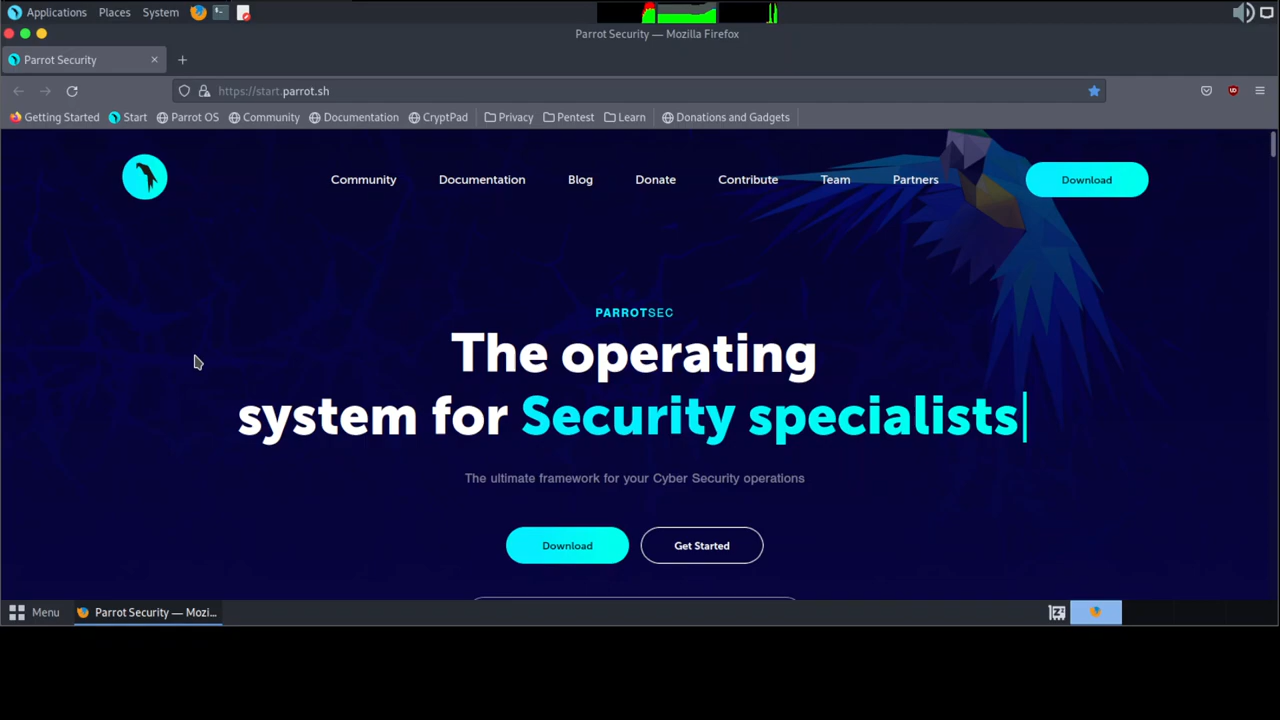 Applications Places System
Parrot Security — Mozilla Firefox
Parrot Security
https://start.parrot.sh
Getting Started Start Parrot OS Community Documentation CryptPad Privacy Pentest Learn Donations and Gadgets
Community Documentation Blog Donate Contribute Team Partners Download
PARROTSEC
The operating
system for Security specialists
The ultimate framework for your Cyber Security operations
Download Get Started
Menu Parrot Security — Mozi...